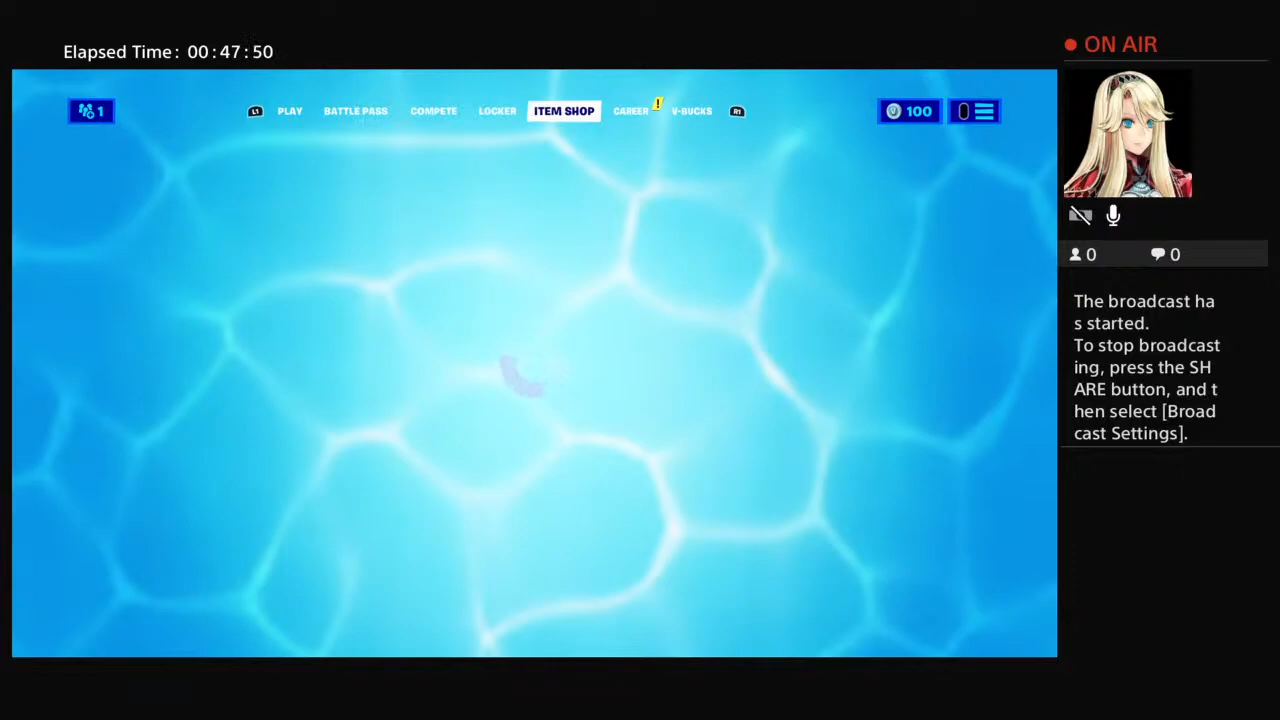 Elapsed Time: 00:47:50
ON AIR
1
L1 PLAY BATTLE PASS COMPETE LOCKER ITEM SHOP CAREER ! V-BUCKS R1
100
0 0
The broadcast ha
s started.
To stop broadcast
ing, press the SH
ARE button, and t
hen select [Broad
cast Settings].